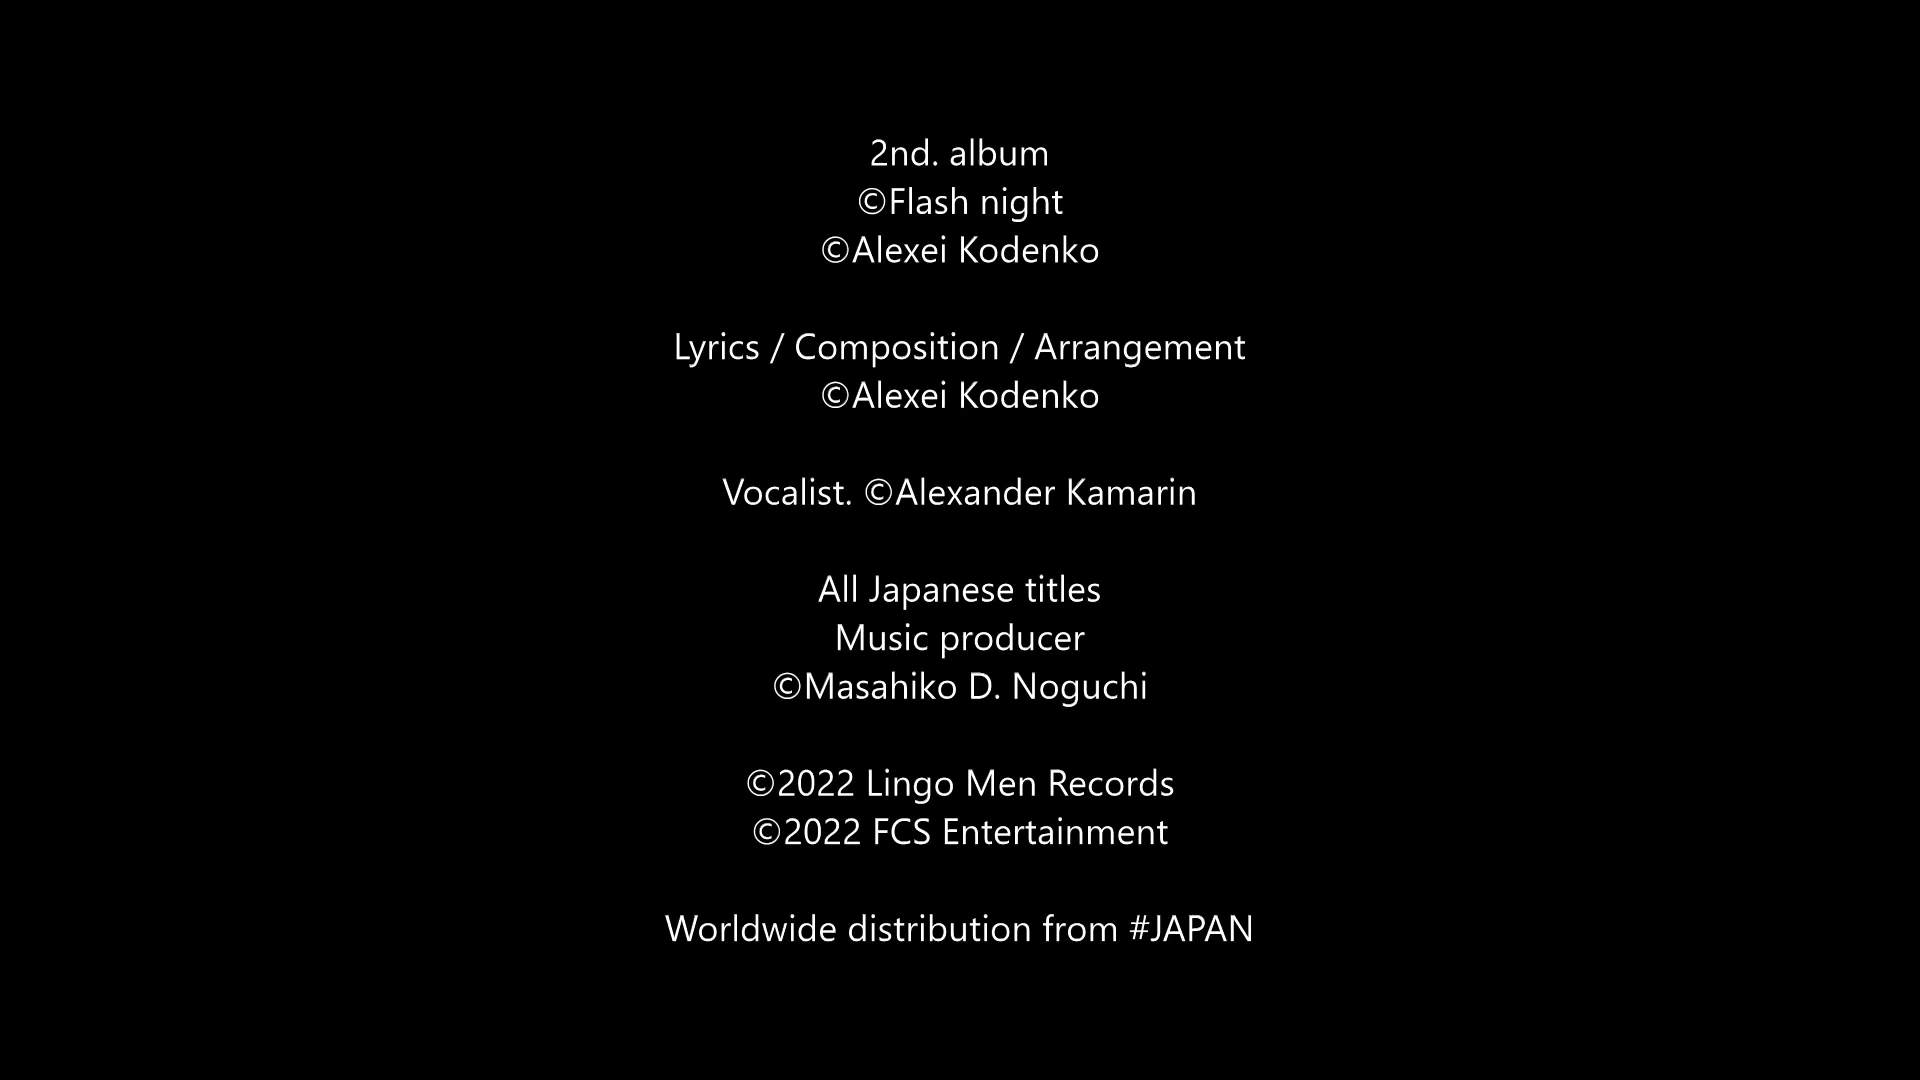 2nd. album
©Flash night
©Alexei Kodenko
Lyrics / Composition / Arrangement
©Alexei Kodenko
Vocalist. ©Alexander Kamarin
All Japanese titles
Music producer
©Masahiko D. Noguchi
©2022 Lingo Men Records
©2022 FCS Entertainment
Worldwide distribution from #JAPAN